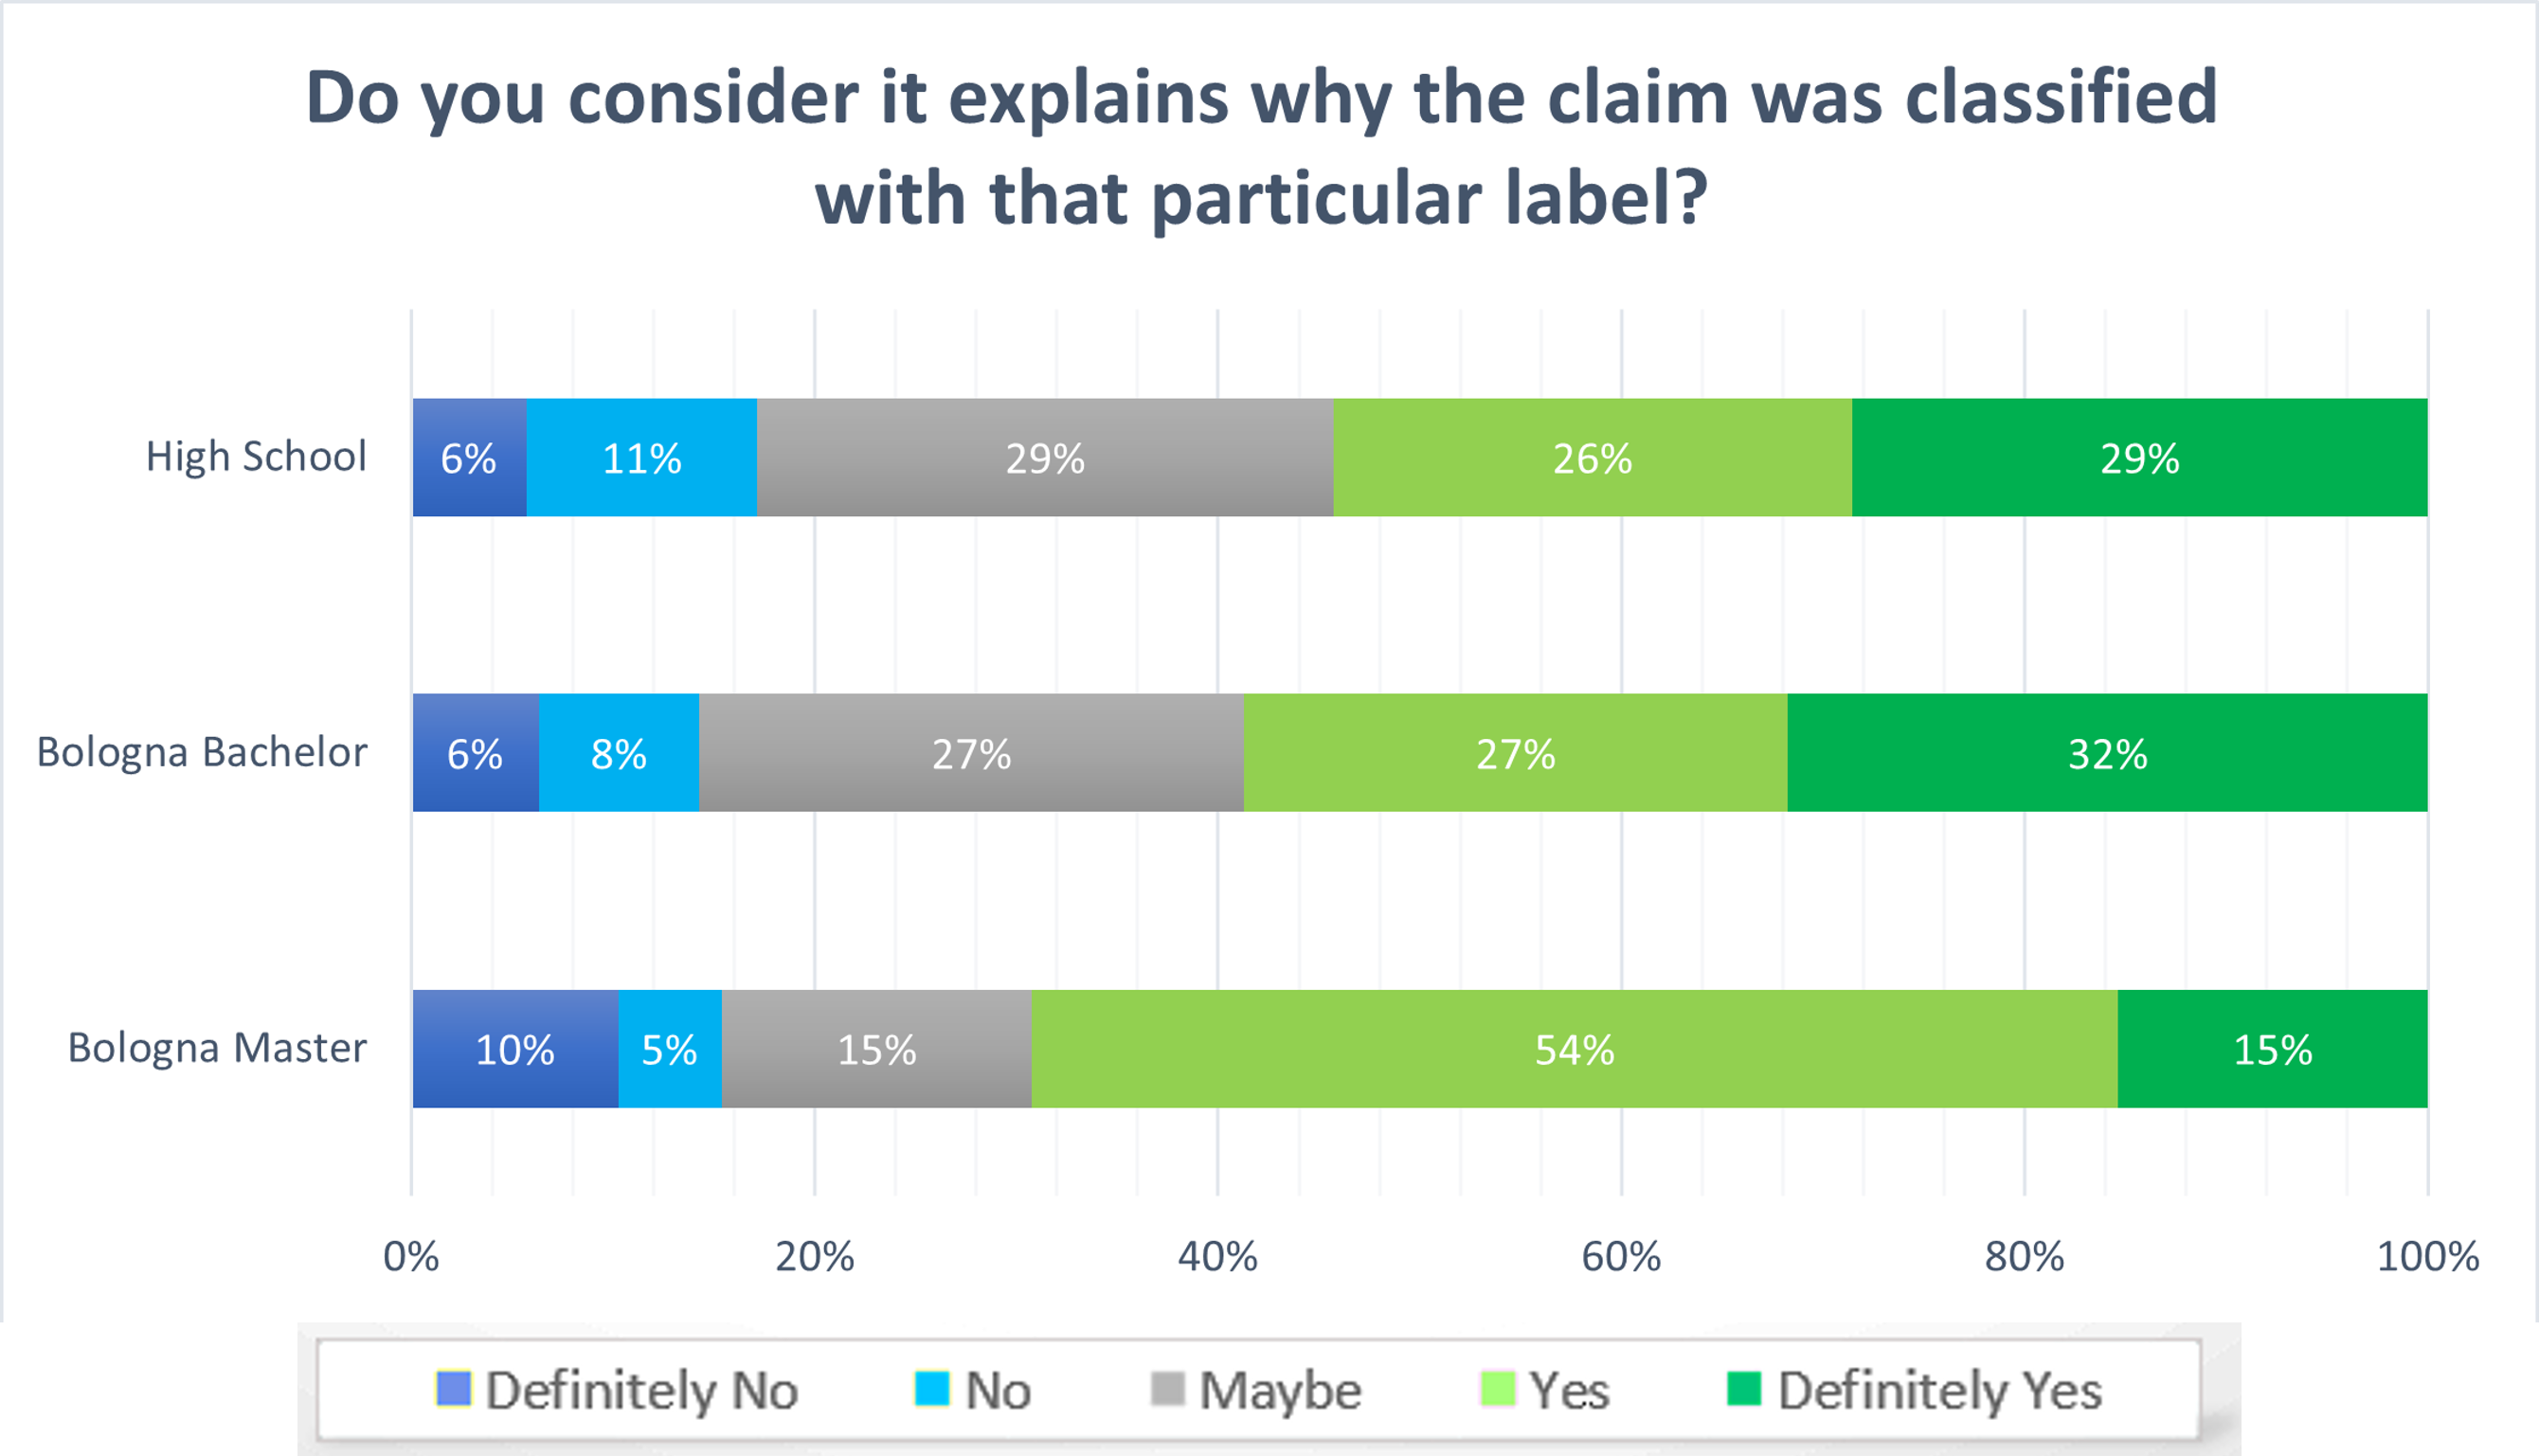 Do you consider it explains why the claim was classified
with that particular label?
High School
6% 11% 29% 26% 29%
Bologna Bachelor
6% 8% 27% 27% 32%
Bologna Master
10% 5% 15% 54% 15%
0% 20% 40% 60% 80% 100%
Definitely No No Maybe Yes Definitely Yes